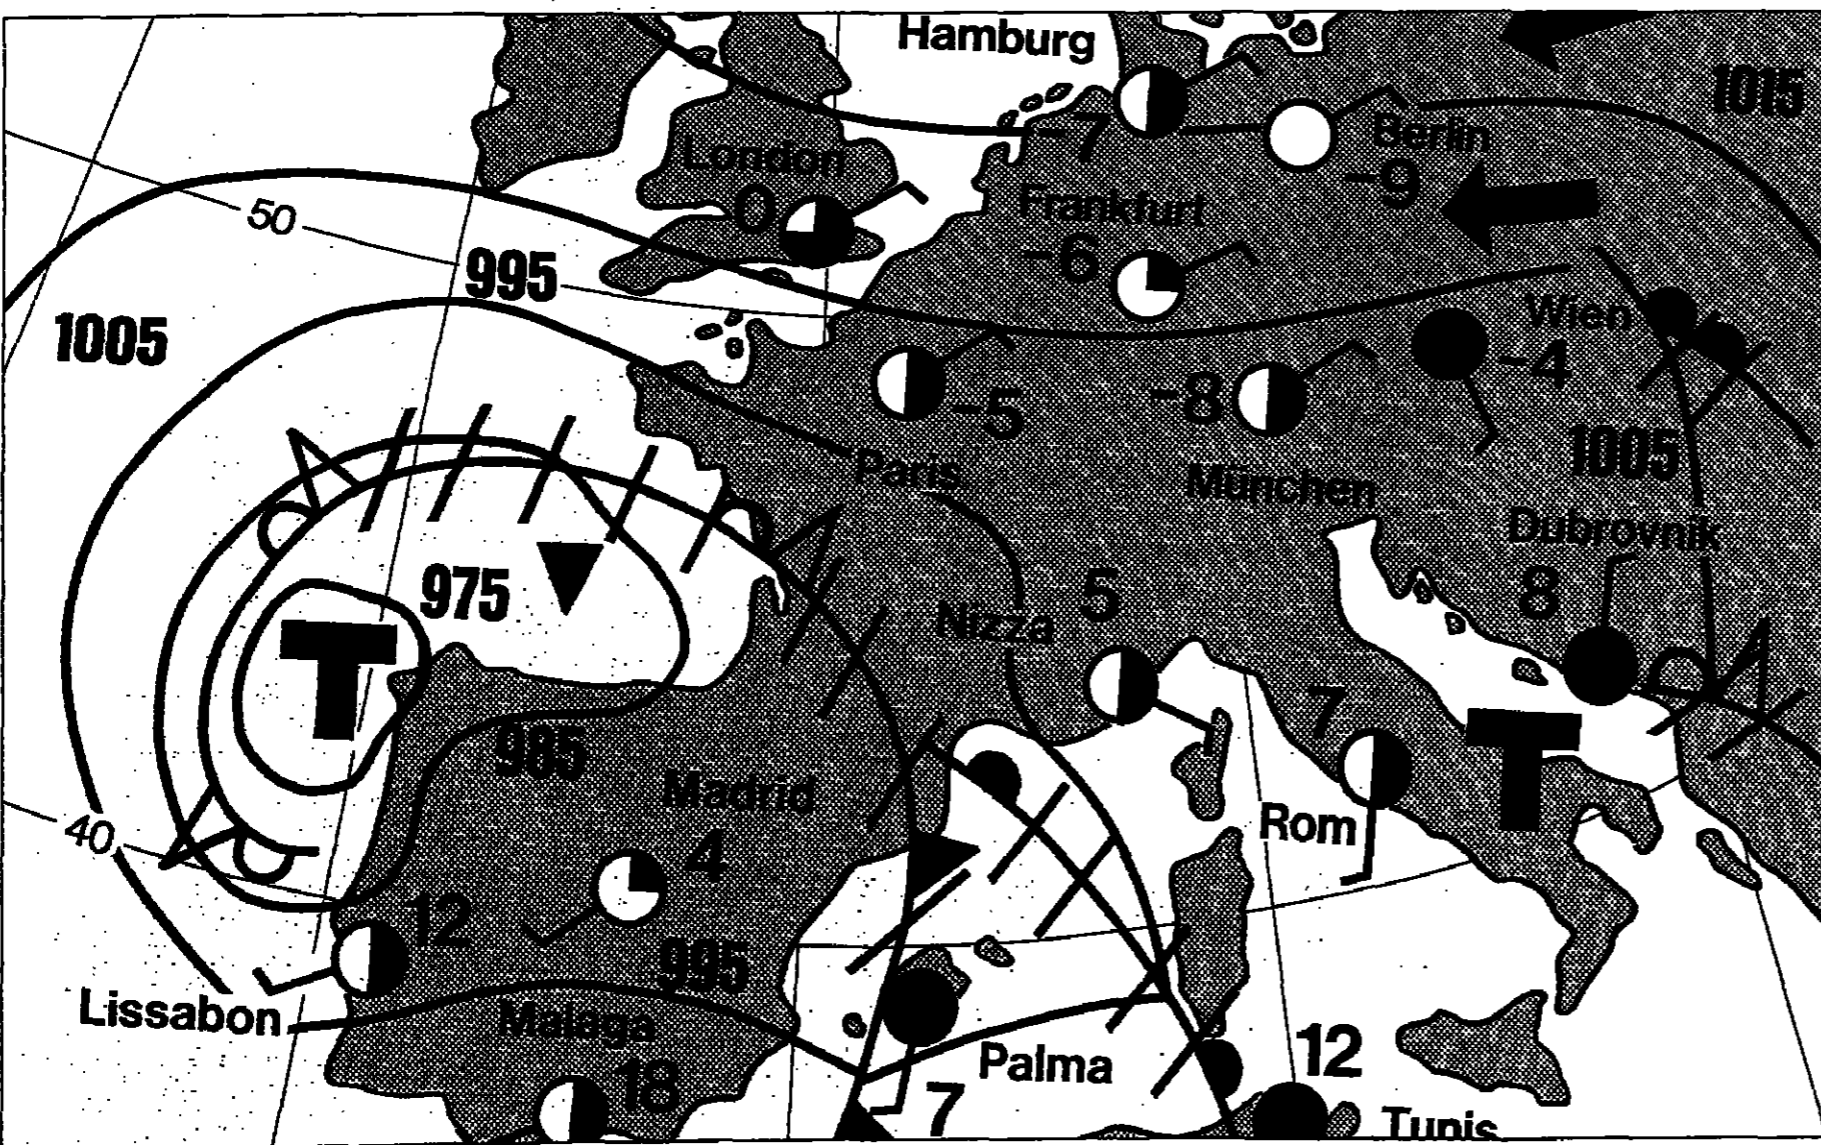 Hamburg
1015
-7
Berlin
-9
London
0
Frankfurt
-6
50
995
1005
Wien
-4
-5
-8
1005
Paris
München
Dubrovnik
8
975
5
Nizza
T
985
Madrid
4
7
T
Rom
40
12
995
Lissabon
Malaga
18
Palma
7
12
Tunis